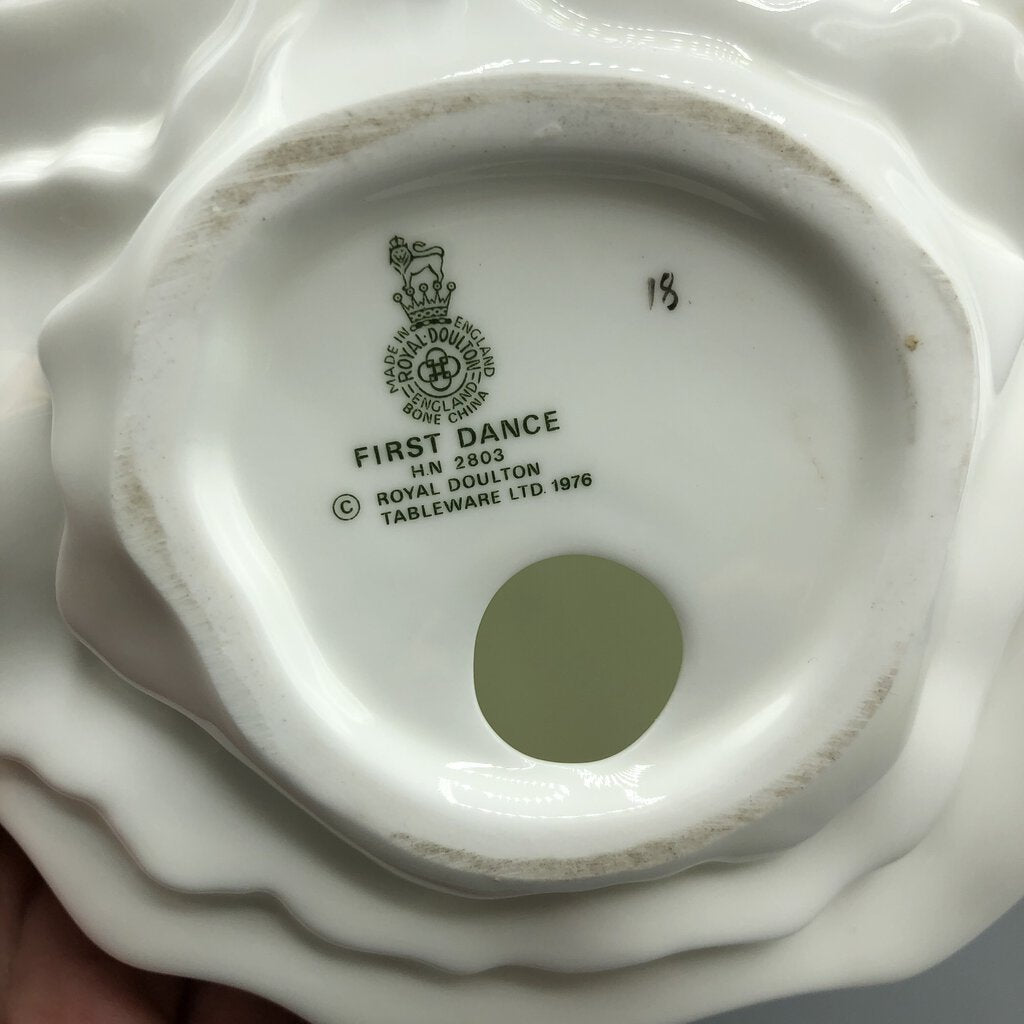 18
MADE IN ENGLAND
ROYAL·DOULTON
ENGLAND
BONE CHINA
FIRST DANCE
H.N 2803
© ROYAL DOULTON
TABLEWARE LTD. 1976